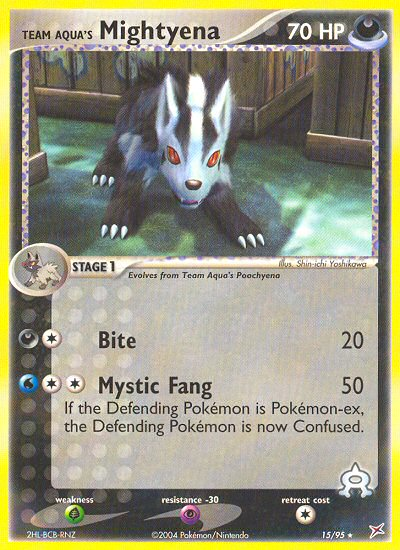 TEAM AQUA'S Mightyena 70 HP
Illus. Shin-ichi Yoshikawa
STAGE 1
Evolves from Team Aqua's Poochyena
Bite 20
Mystic Fang 50
If the Defending Pokémon is Pokémon-ex,
the Defending Pokémon is now Confused.
weakness resistance -30 retreat cost
2HL-BCB-RNZ ©2004 Pokémon/Nintendo 15/95 ★